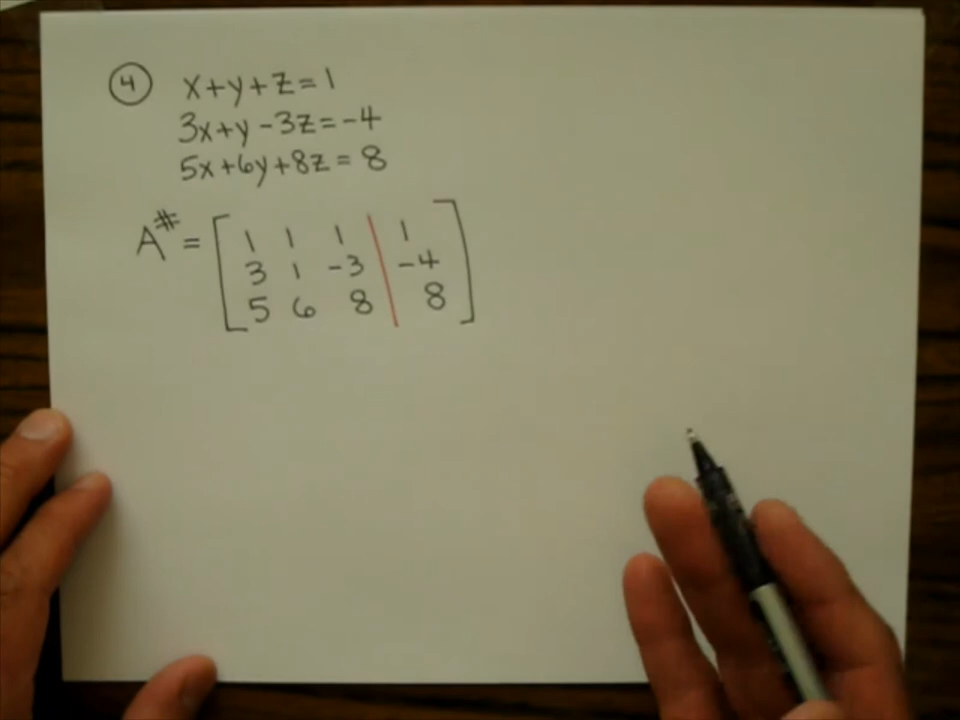 4 x+y+z=1
3x+y-3z=-4
5x+6y+8z=8
A# = [ 1 1 1 | 1
3 1 -3 | -4
5 6 8 | 8 ]